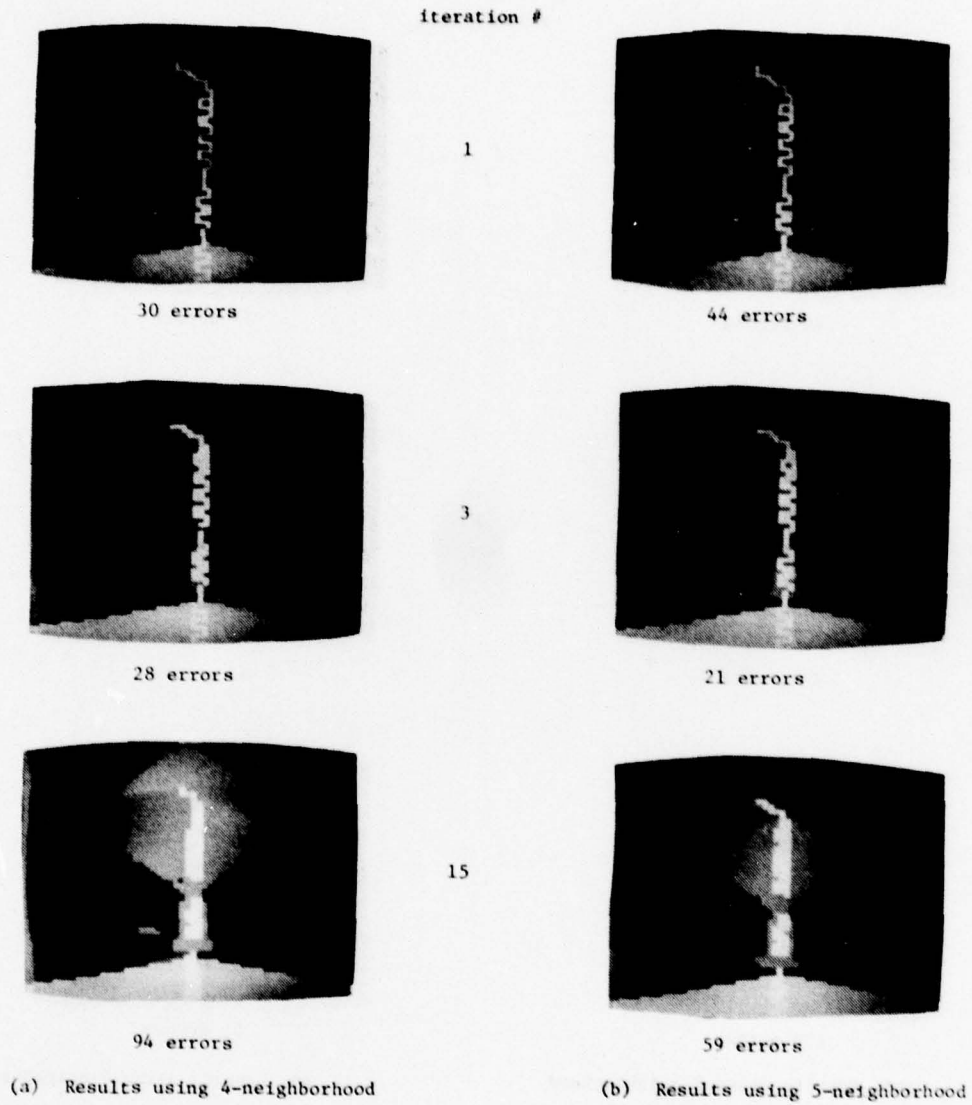 iteration #
1
30 errors
44 errors
3
28 errors
21 errors
15
94 errors
59 errors
(a) Results using 4-neighborhood
(b) Results using 5-neighborhood